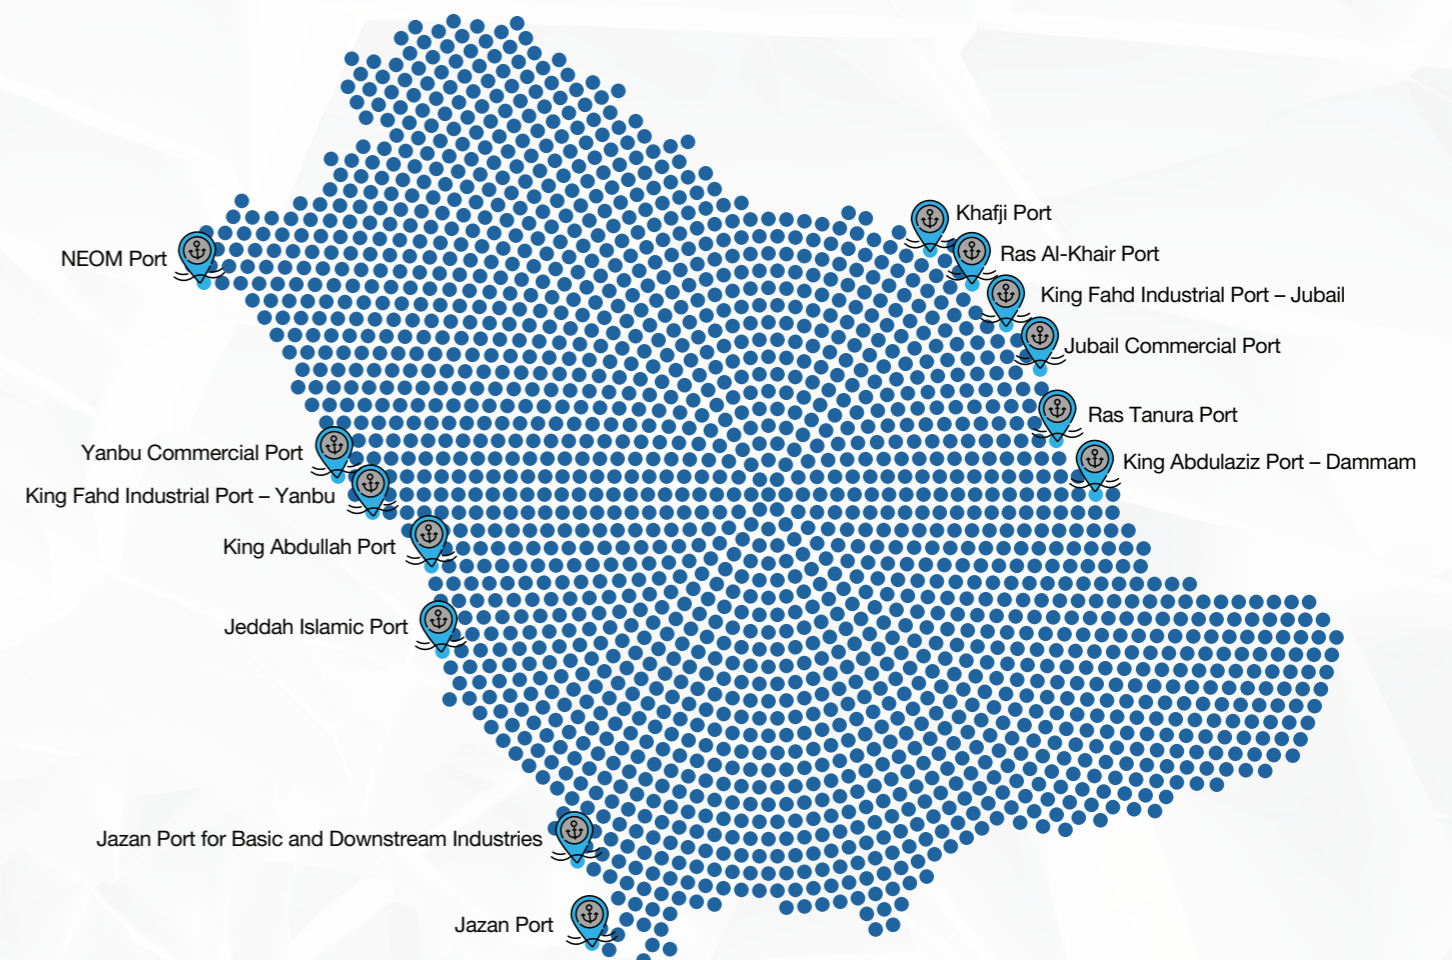 Khafji Port
Ras Al-Khair Port
NEOM Port
King Fahd Industrial Port – Jubail
Jubail Commercial Port
Ras Tanura Port
Yanbu Commercial Port
King Abdulaziz Port – Dammam
King Fahd Industrial Port – Yanbu
King Abdullah Port
Jeddah Islamic Port
Jazan Port for Basic and Downstream Industries
Jazan Port